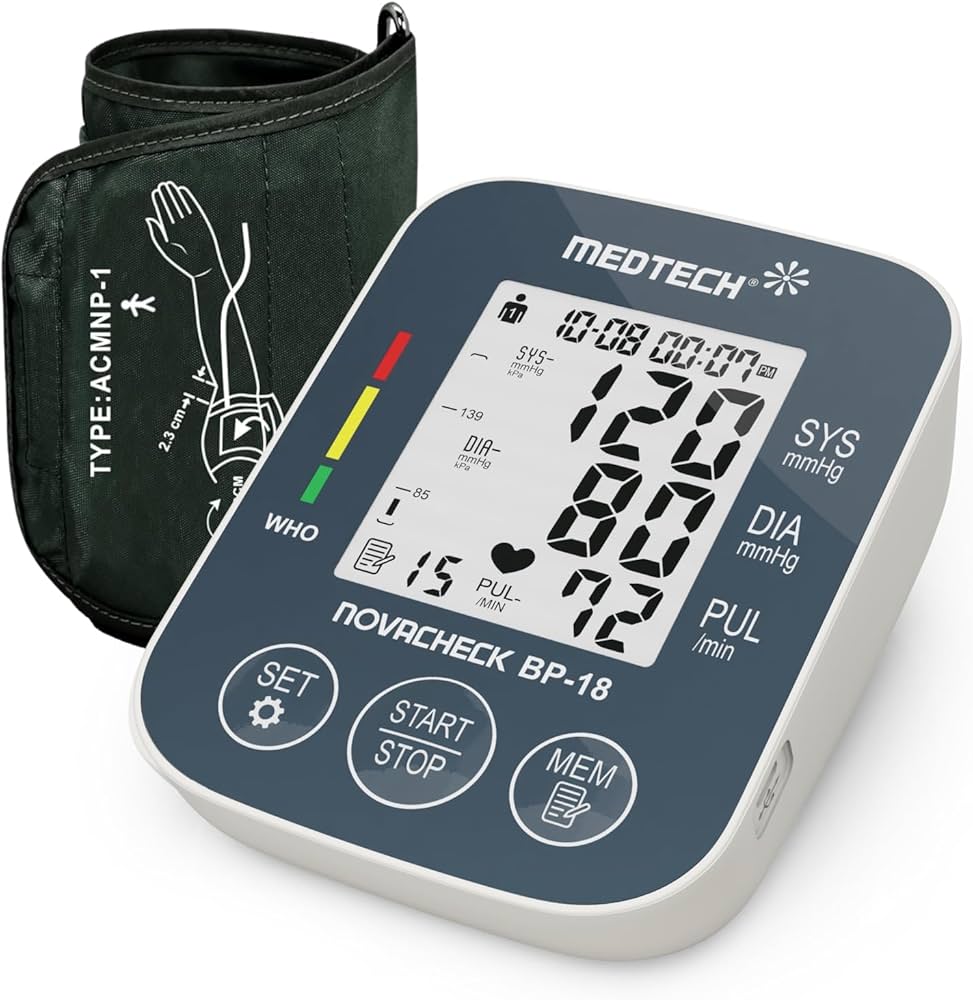 TYPE:ACMNP-1
2.3 cm
CM
MEDTECH®
1
10-08 00:07 PM
SYS-
mmHg
kPa
120
SYS
mmHg
139
DIA-
mmHg
kPa
80
DIA
mmHg
85
15
PUL-
/MIN
72
PUL
/min
WHO
NOVACHECK BP-18
SET
START
STOP
MEM